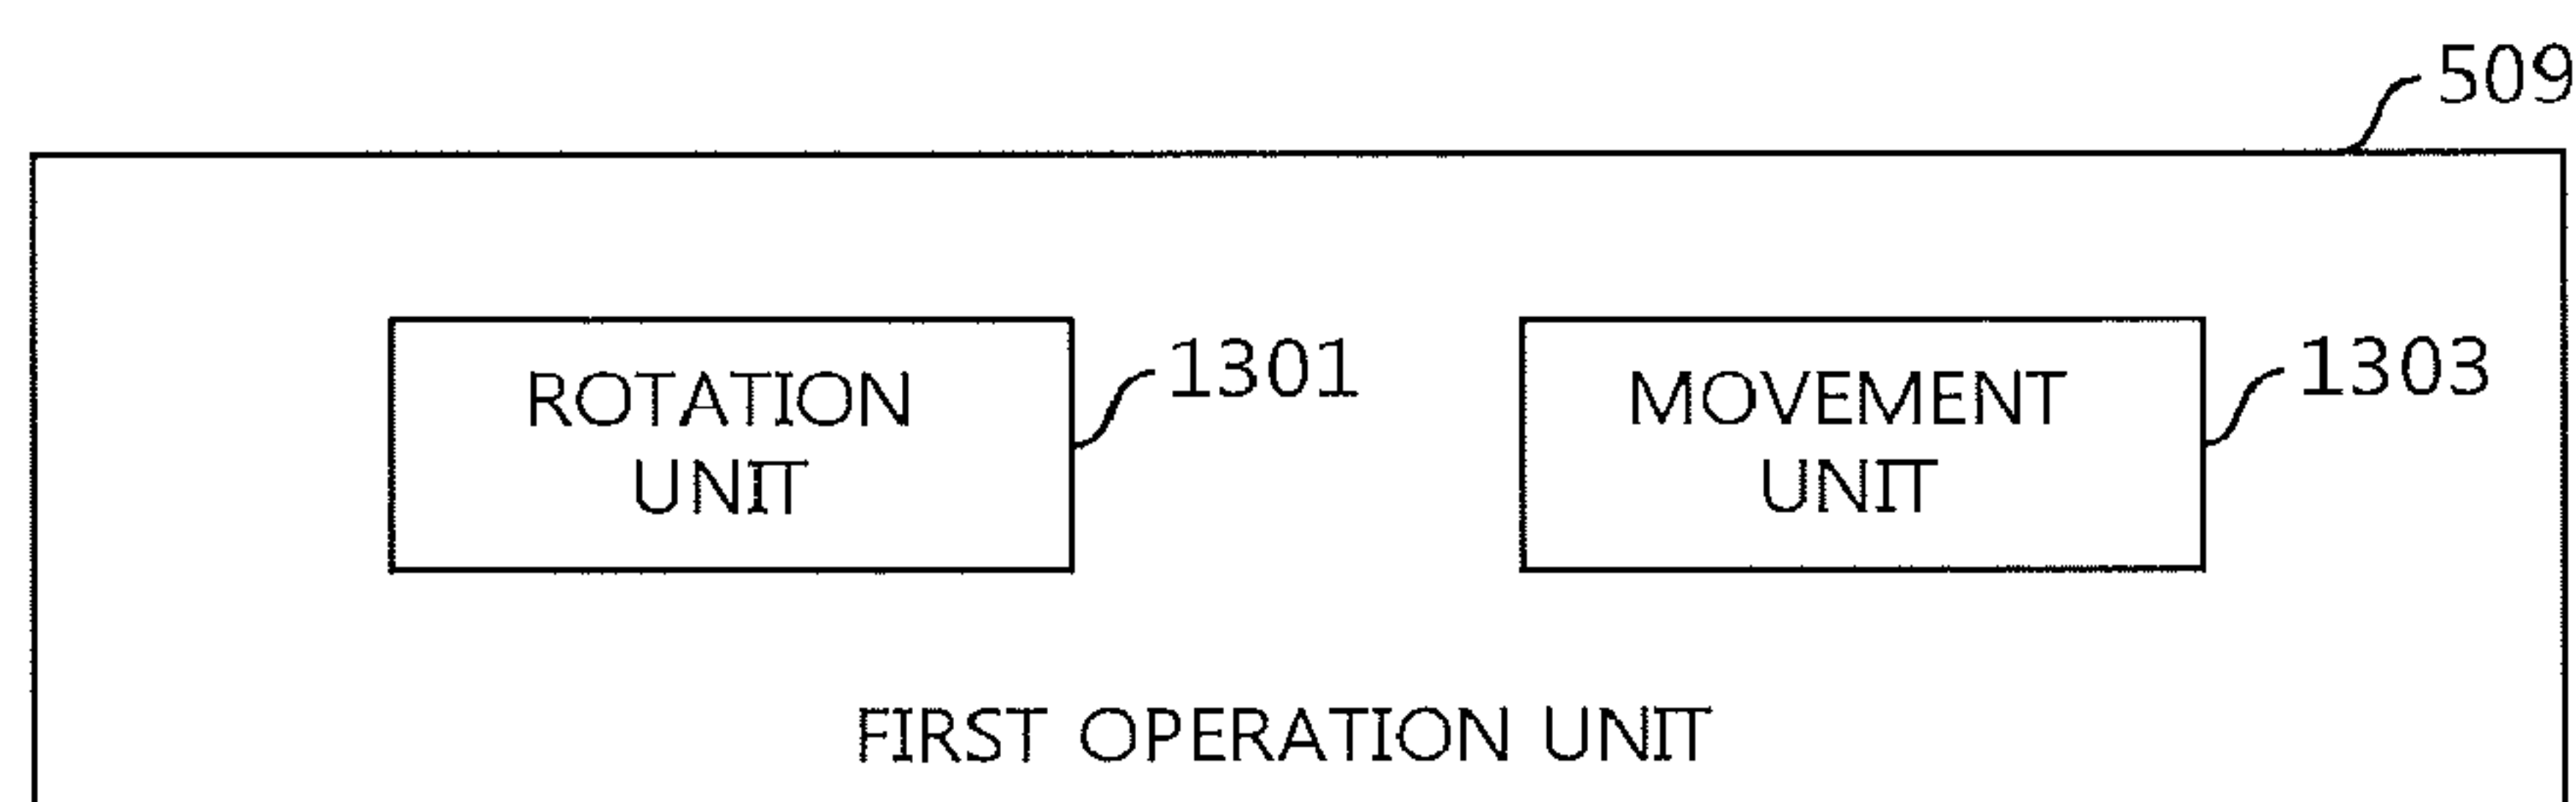 509
ROTATION
UNIT
1301
MOVEMENT
UNIT
1303
FIRST OPERATION UNIT